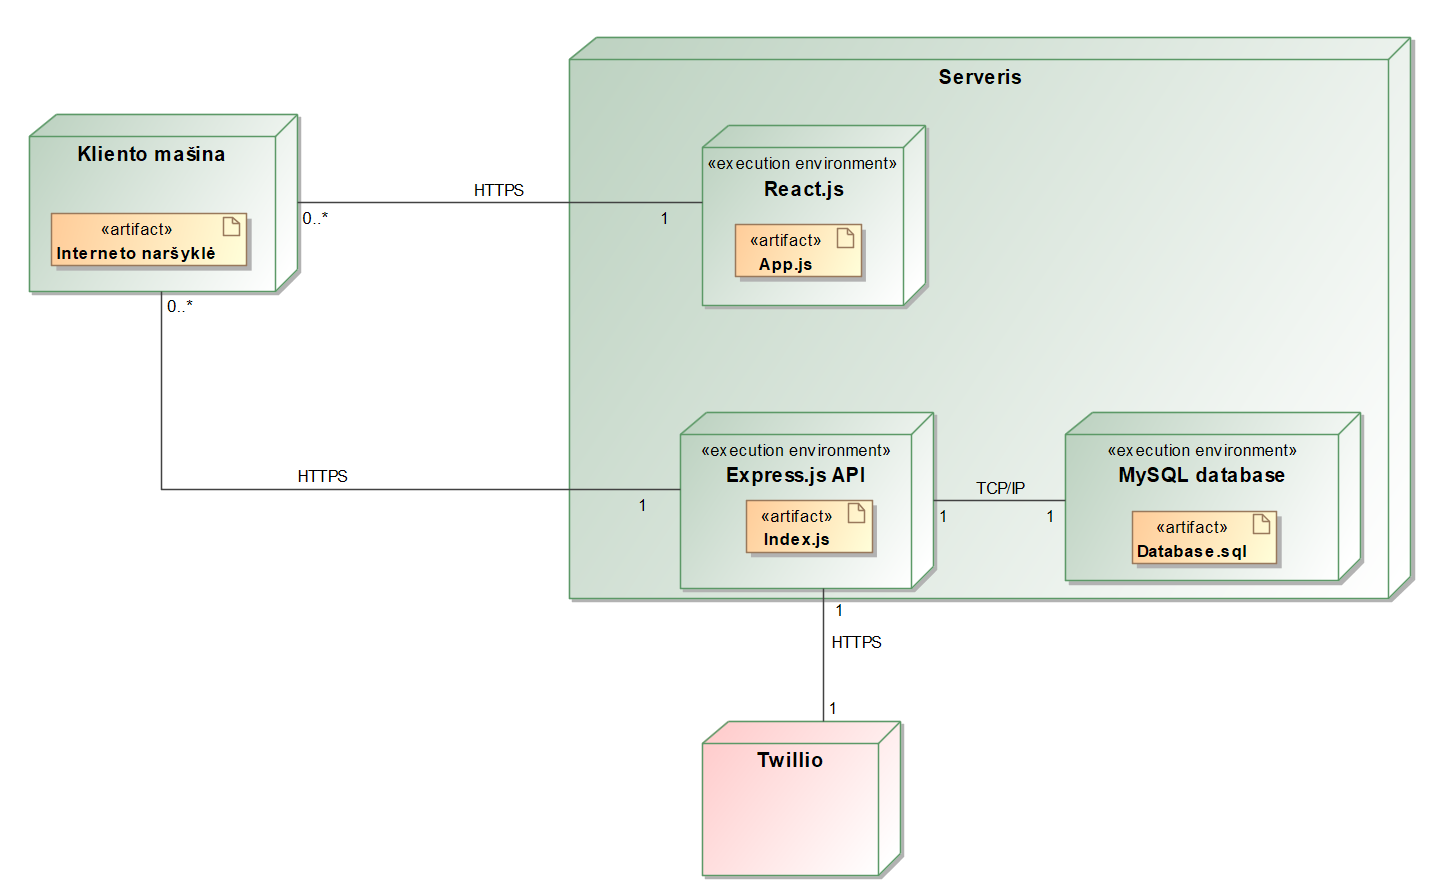 Serveris
Kliento mašina
«artifact»
Interneto naršyklė
0..*
HTTPS
1
«execution environment»
React.js
«artifact»
App.js
0..*
HTTPS
1
«execution environment»
Express.js API
«artifact»
Index.js
1
TCP/IP
1
«execution environment»
MySQL database
«artifact»
Database.sql
1
HTTPS
1
Twillio